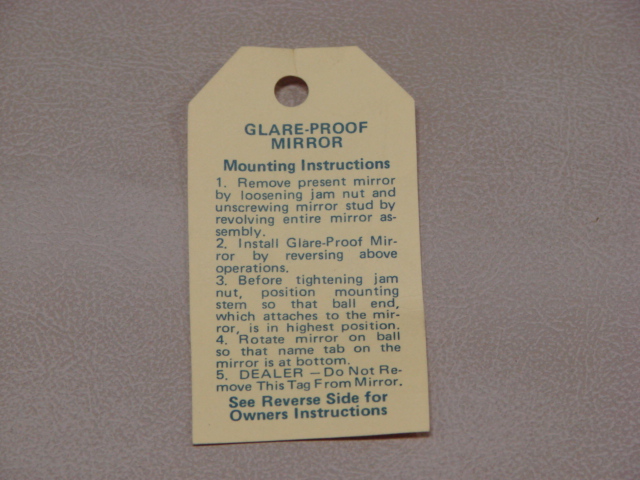 GLARE-PROOF
MIRROR
Mounting Instructions
1. Remove present mirror
by loosening jam nut and
unscrewing mirror stud by
revolving entire mirror as-
sembly.
2. Install Glare-Proof Mir-
ror by reversing above
operations.
3. Before tightening jam
nut, position mounting
stem so that ball end,
which attaches to the mir-
ror, is in highest position.
4. Rotate mirror on ball
so that name tab on the
mirror is at bottom.
5. DEALER — Do Not Re-
move This Tag From Mirror.
See Reverse Side for
Owners Instructions